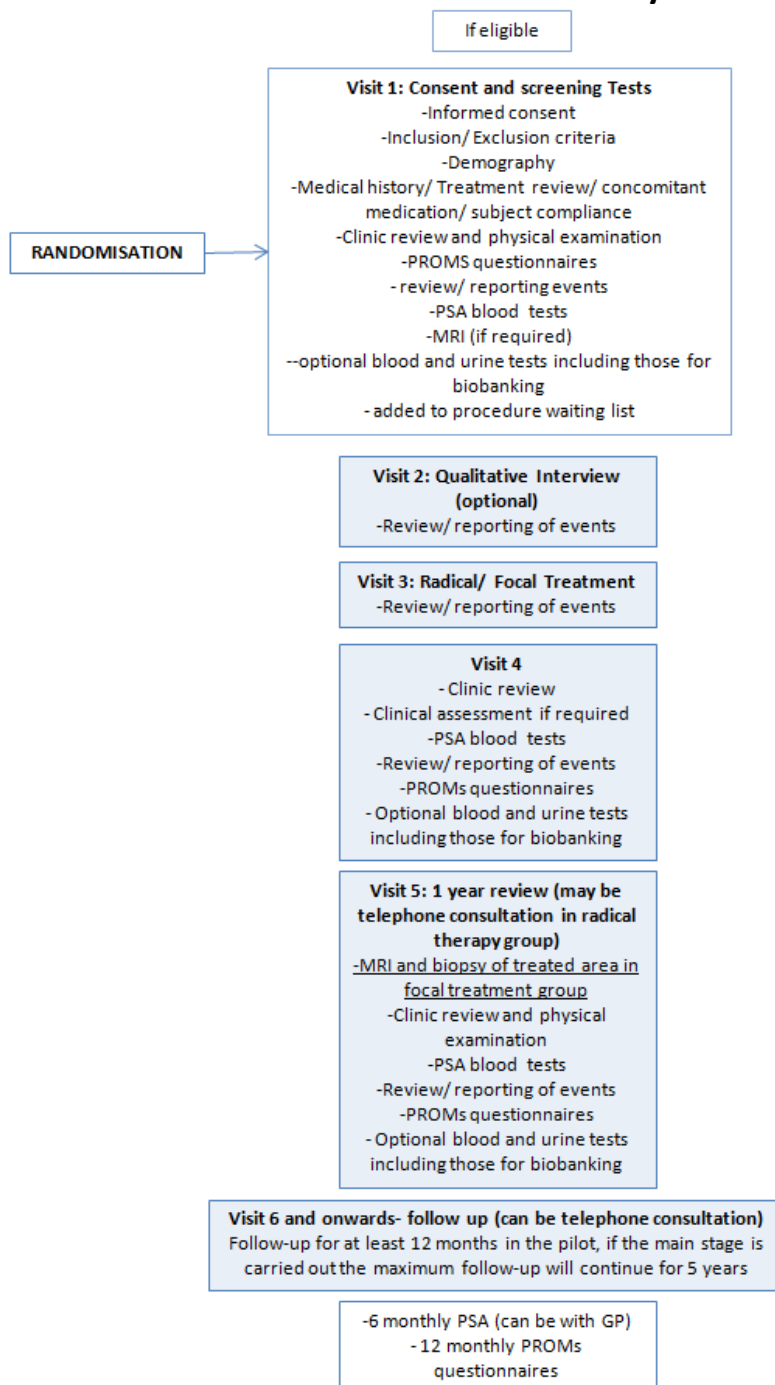 If eligible
Visit 1: Consent and screening Tests
-Informed consent
-Inclusion/ Exclusion criteria
-Demography
-Medical history/ Treatment review/ concomitant
medication/ subject compliance
-Clinic review and physical examination
-PROMS questionnaires
- review/ reporting events
-PSA blood tests
-MRI (if required)
--optional blood and urine tests including those for
biobanking
- added to procedure waiting list
RANDOMISATION
Visit 2: Qualitative Interview
(optional)
-Review/ reporting of events
Visit 3: Radical/ Focal Treatment
-Review/ reporting of events
Visit 4
- Clinic review
- Clinical assessment if required
-PSA blood tests
-Review/ reporting of events
-PROMs questionnaires
- Optional blood and urine tests
including those for biobanking
Visit 5: 1 year review (may be
telephone consultation in radical
therapy group)
-MRI and biopsy of treated area in
focal treatment group
-Clinic review and physical
examination
-PSA blood tests
-Review/ reporting of events
-PROMs questionnaires
- Optional blood and urine tests
including those for biobanking
Visit 6 and onwards- follow up (can be telephone consultation)
Follow-up for at least 12 months in the pilot, if the main stage is
carried out the maximum follow-up will continue for 5 years
-6 monthly PSA (can be with GP)
- 12 monthly PROMs
questionnaires